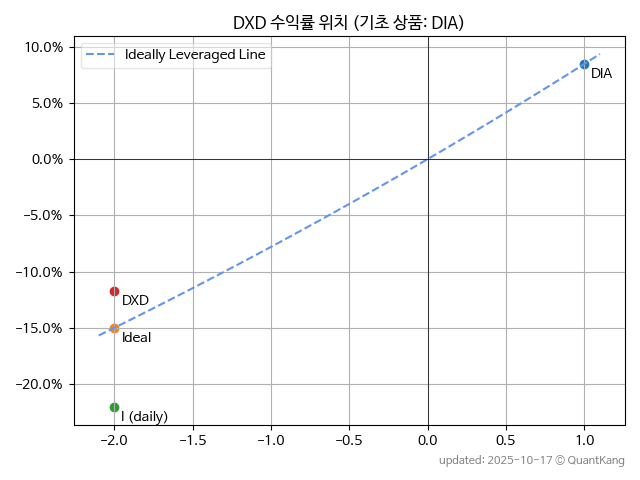 DXD 수익률 위치 (기초 상품: DIA)
Ideally Leveraged Line
10.0%
5.0%
0.0%
-5.0%
-10.0%
-15.0%
-20.0%
DIA
DXD
Ideal
I (daily)
-2.0 -1.5 -1.0 -0.5 0.0 0.5 1.0
updated: 2025-10-17 © QuantKang